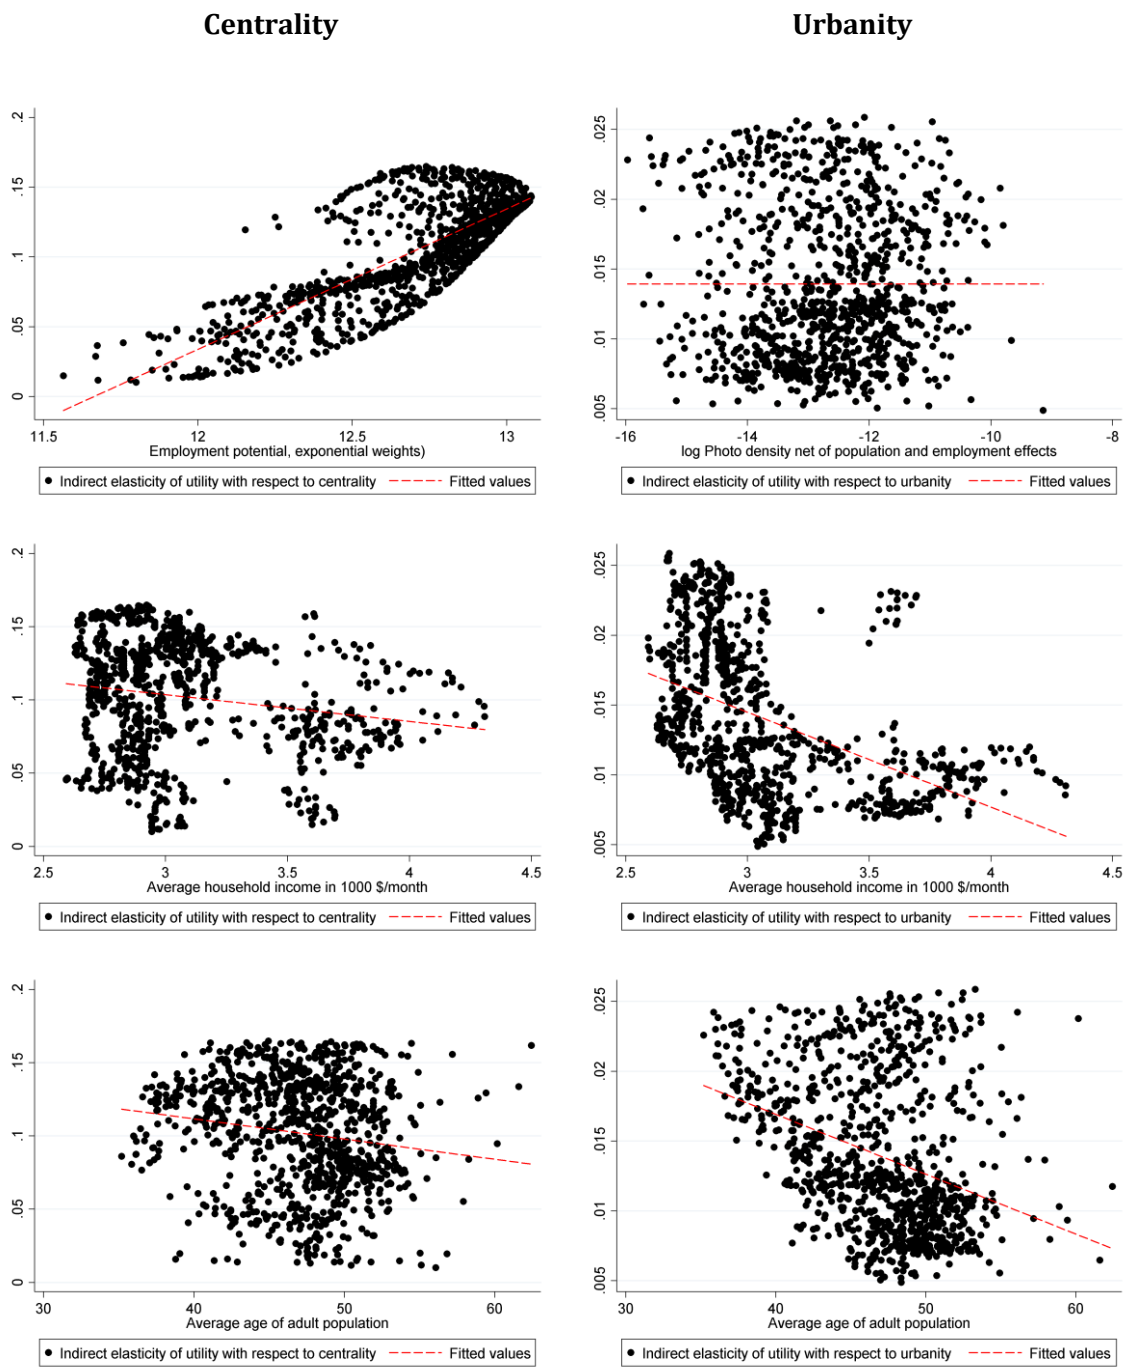 Centrality
Urbanity
.2
.15
.1
.05
0
11.5 12 12.5 13
Employment potential, exponential weights)
Indirect elasticity of utility with respect to centrality Fitted values
.025
.02
.015
.01
.005
-16 -14 -12 -10 -8
log Photo density net of population and employment effects
Indirect elasticity of utility with respect to urbanity Fitted values
.2
.15
.1
.05
0
2.5 3 3.5 4 4.5
Average household income in 1000 $/month
Indirect elasticity of utility with respect to centrality Fitted values
.025
.02
.015
.01
.005
2.5 3 3.5 4 4.5
Average household income in 1000 $/month
Indirect elasticity of utility with respect to urbanity Fitted values
.2
.15
.1
.05
0
30 40 50 60
Average age of adult population
Indirect elasticity of utility with respect to centrality Fitted values
.025
.02
.015
.01
.005
30 40 50 60
Average age of adult population
Indirect elasticity of utility with respect to urbanity Fitted values